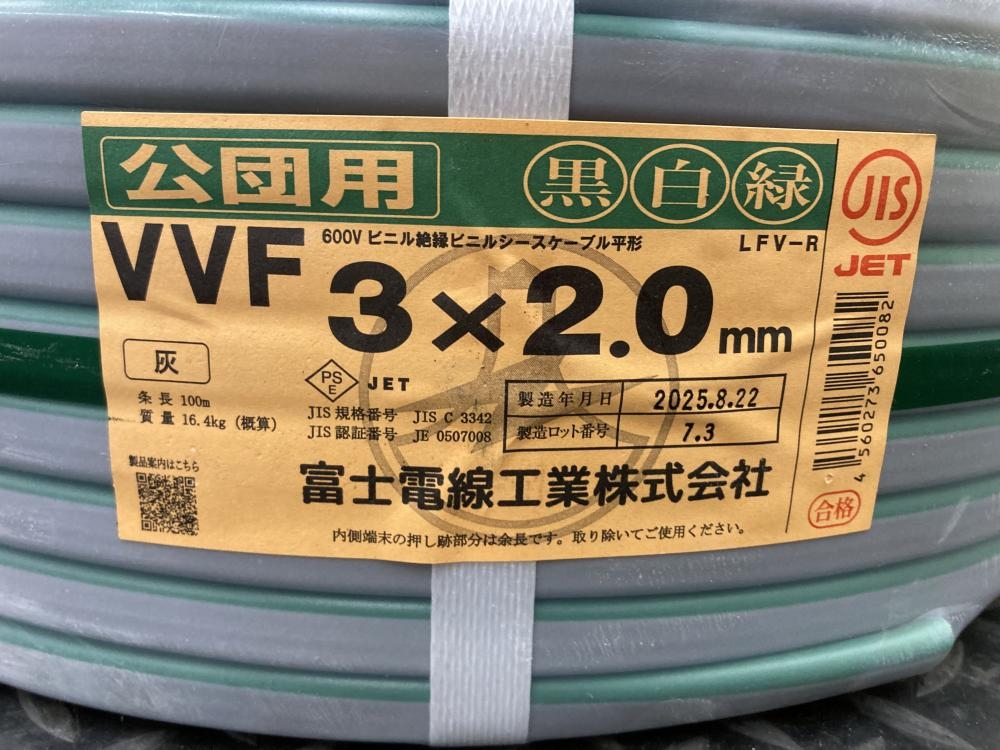 公団用 黒 白 緑
JIS
JET
600V ビニル絶縁ビニルシースケーブル平形 LFV-R
VVF 3×2.0mm
灰
条長 100m
質量 16.4kg (概算)
PS E JET
JIS 規格番号 JIS C 3342
JIS 認証番号 JE 0507008
製造年月日 2025.8.22
製造ロット番号 7.3
製品案内はこちら
富士電線工業株式会社
内側端末の押し跡部分は余長です。取り除いてご使用ください。
4560273650082
合格